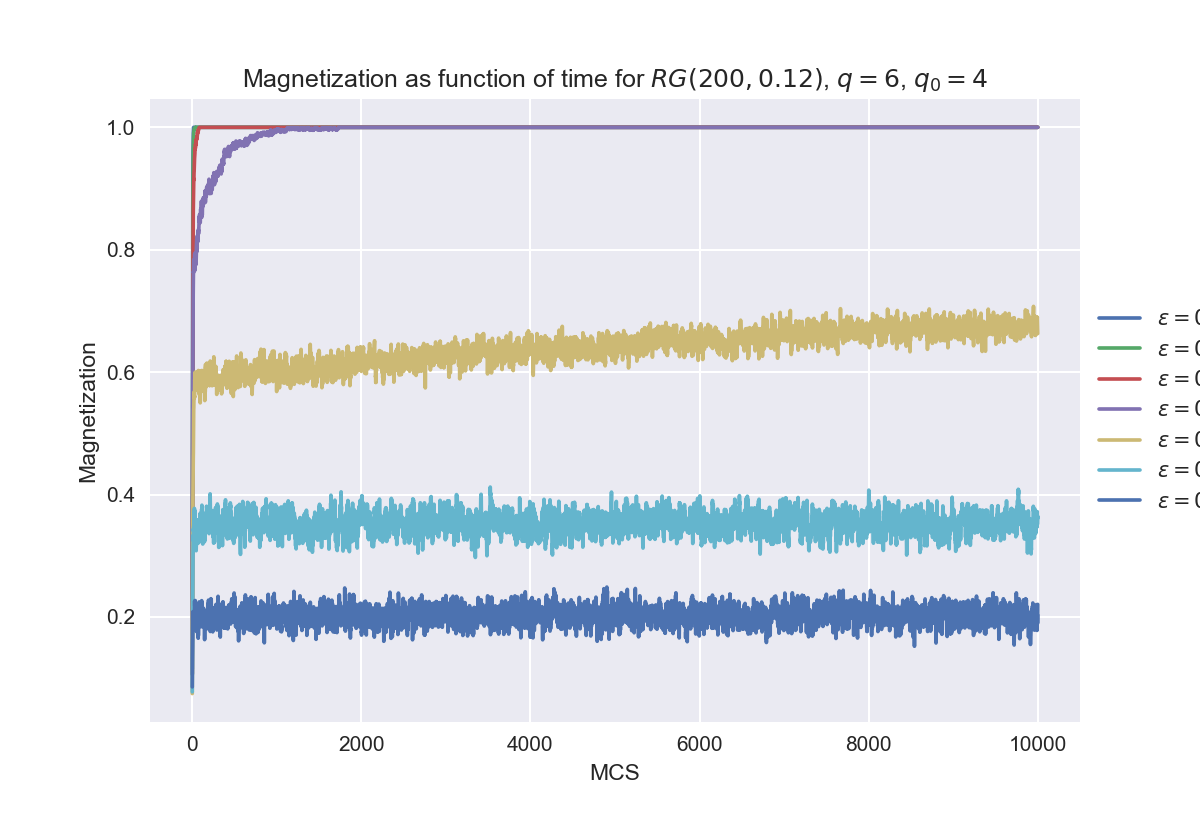 Magnetization as function of time for RG(200, 0.12), q = 6, q₀ = 4
1.0
0.8
0.6
0.4
0.2
Magnetization
0
2000
4000
6000
8000
10000
MCS
ε = 0
ε = 0
ε = 0
ε = 0
ε = 0
ε = 0
ε = 0